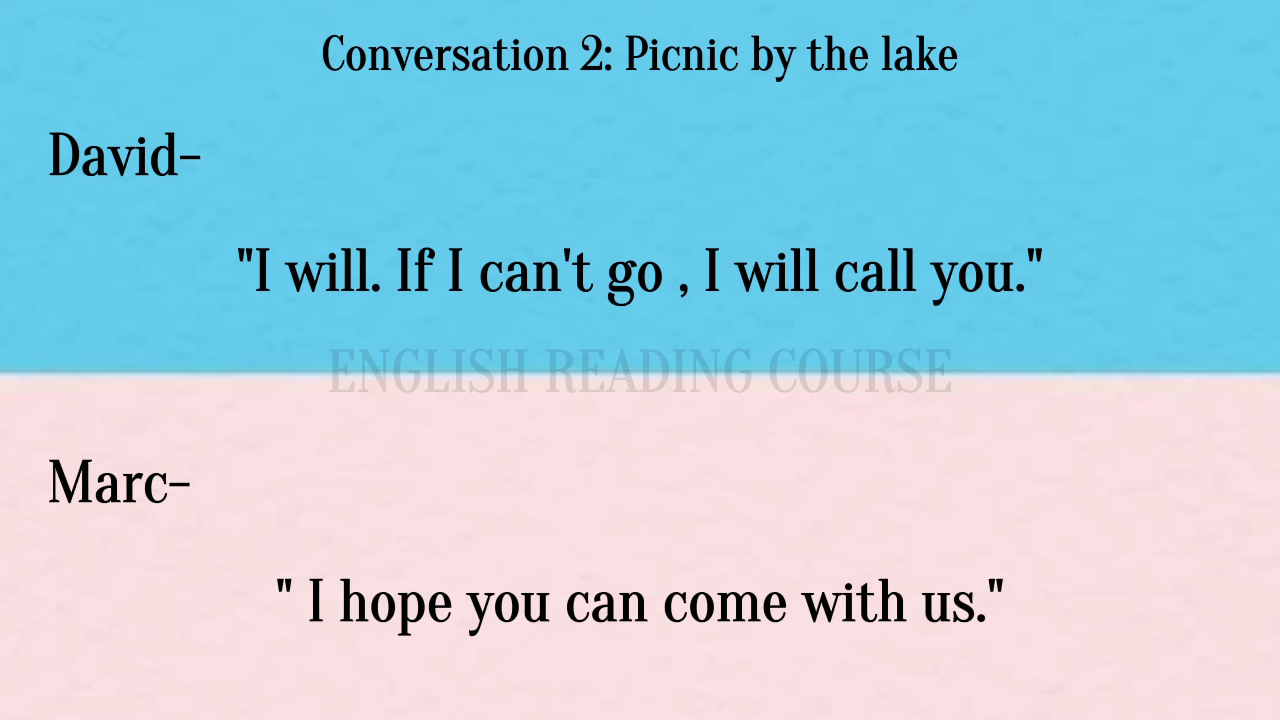 Conversation 2: Picnic by the lake
David-
"I will. If I can't go , I will call you."
ENGLISH READING COURSE
Marc-
" I hope you can come with us."